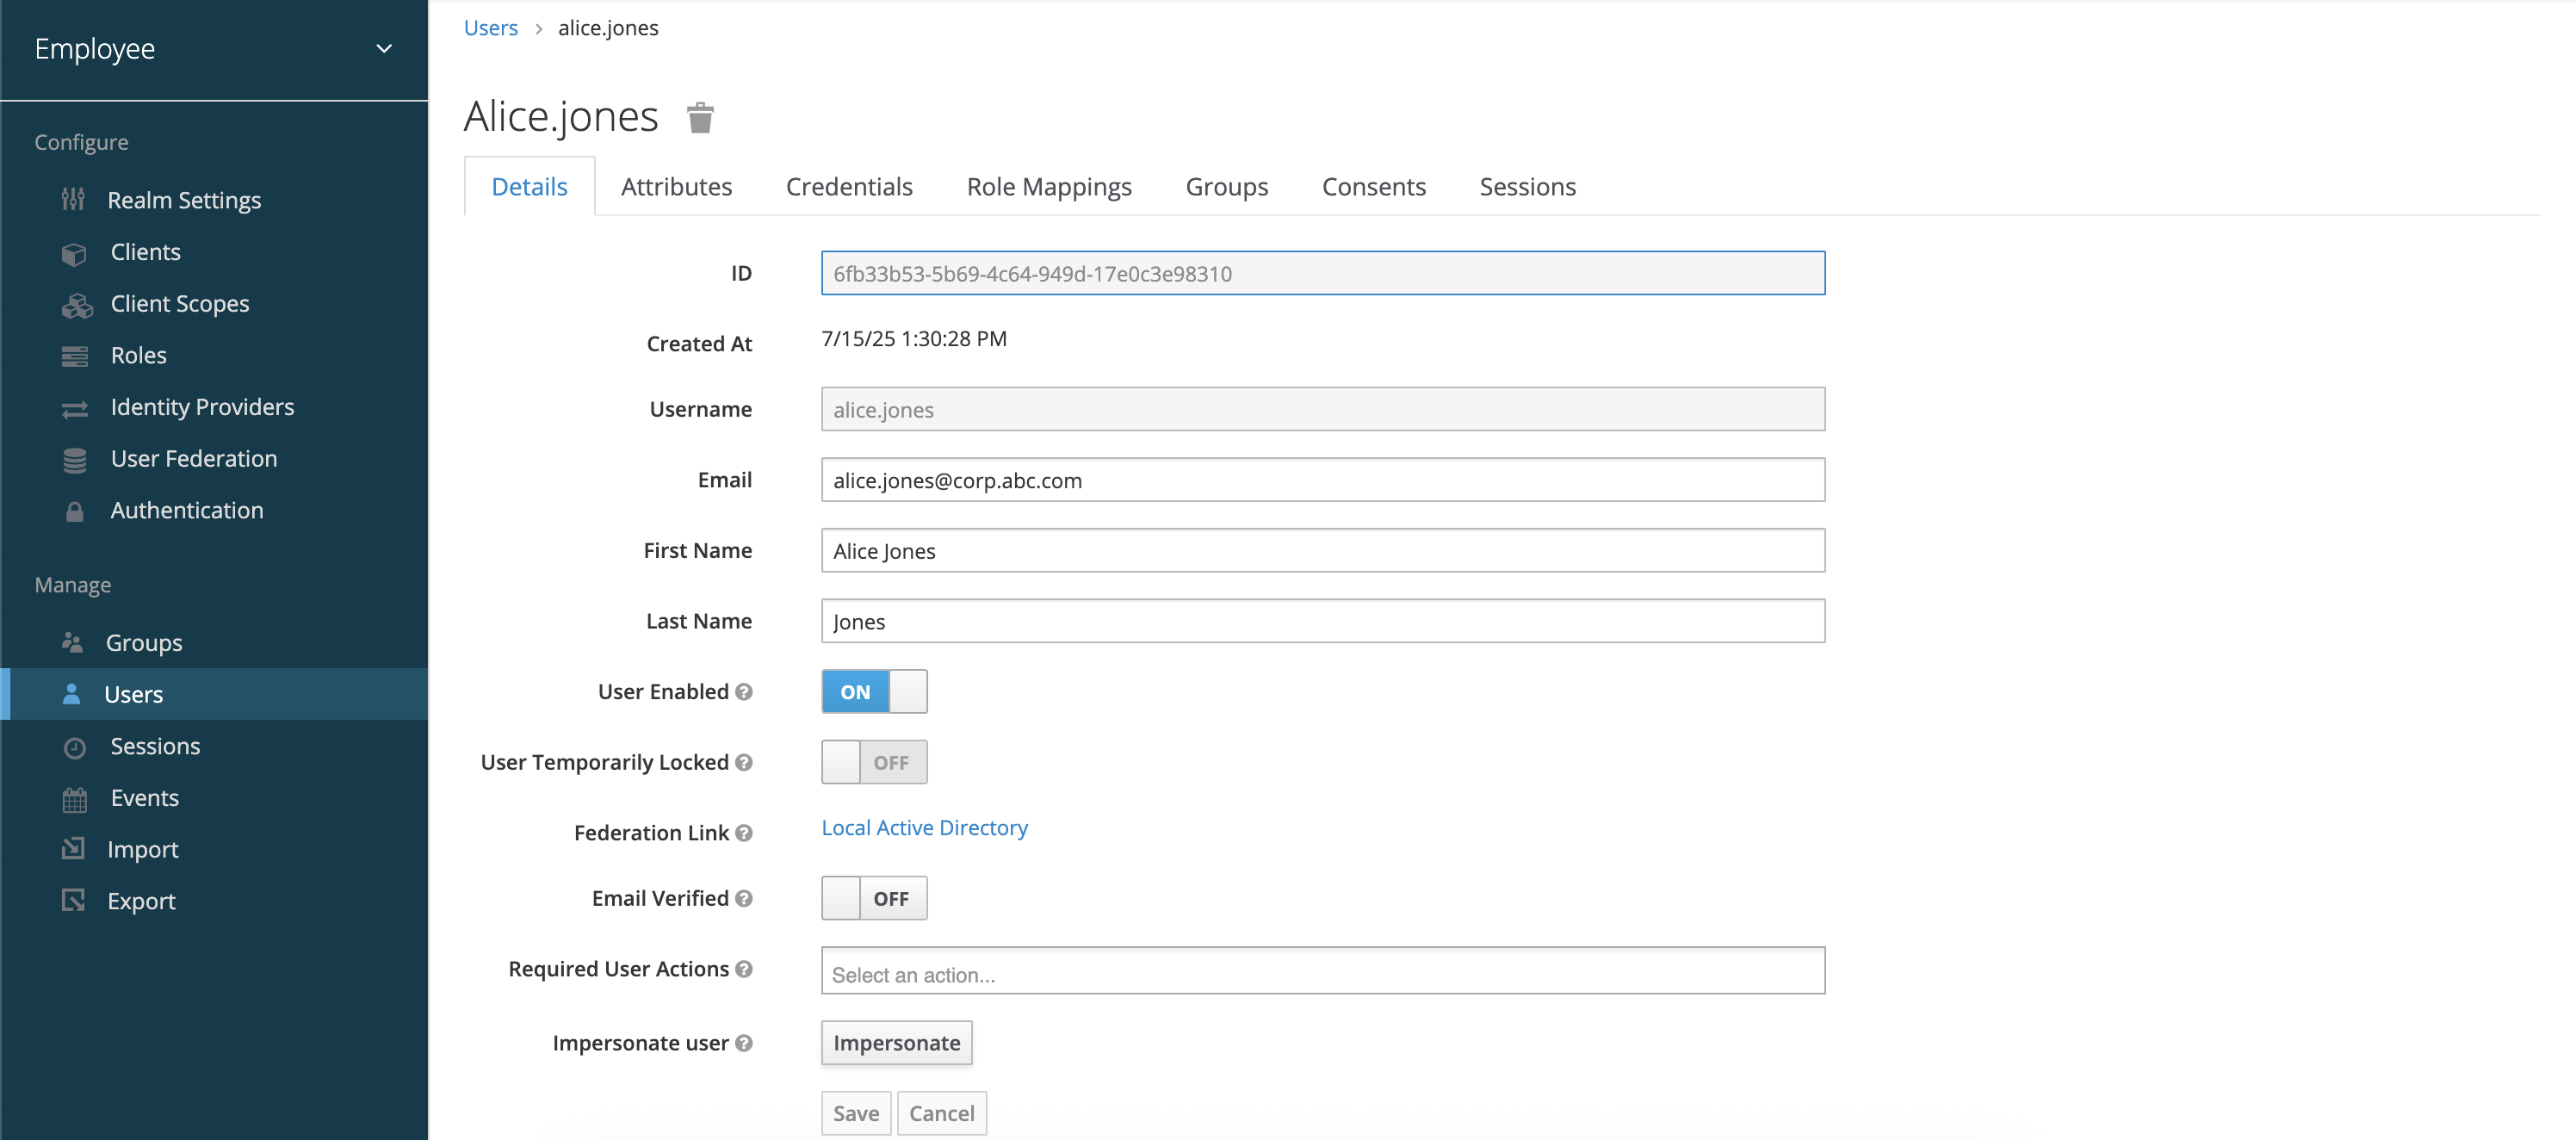 Employee
Configure
Realm Settings
Clients
Client Scopes
Roles
Identity Providers
User Federation
Authentication
Manage
Groups
Users
Sessions
Events
Import
Export
Users > alice.jones
Alice.jones
Details Attributes Credentials Role Mappings Groups Consents Sessions
ID 6fb33b53-5b69-4c64-949d-17e0c3e98310
Created At 7/15/25 1:30:28 PM
Username alice.jones
Email alice.jones@corp.abc.com
First Name Alice Jones
Last Name Jones
User Enabled ? ON
User Temporarily Locked ? OFF
Federation Link ? Local Active Directory
Email Verified ? OFF
Required User Actions ? Select an action...
Impersonate user ? Impersonate
Save Cancel